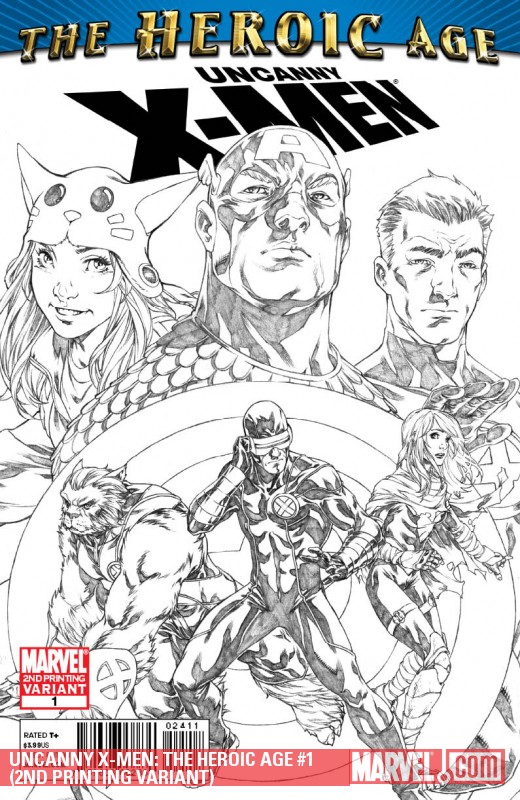 THE HEROIC AGE
UNCANNY
X-MEN®
A
MARVEL®
2ND PRINTING
VARIANT
1
RATED T+
$3.99US
02411
UNCANNY X-MEN: THE HEROIC AGE #1
(2ND PRINTING VARIANT)
MARVEL.com